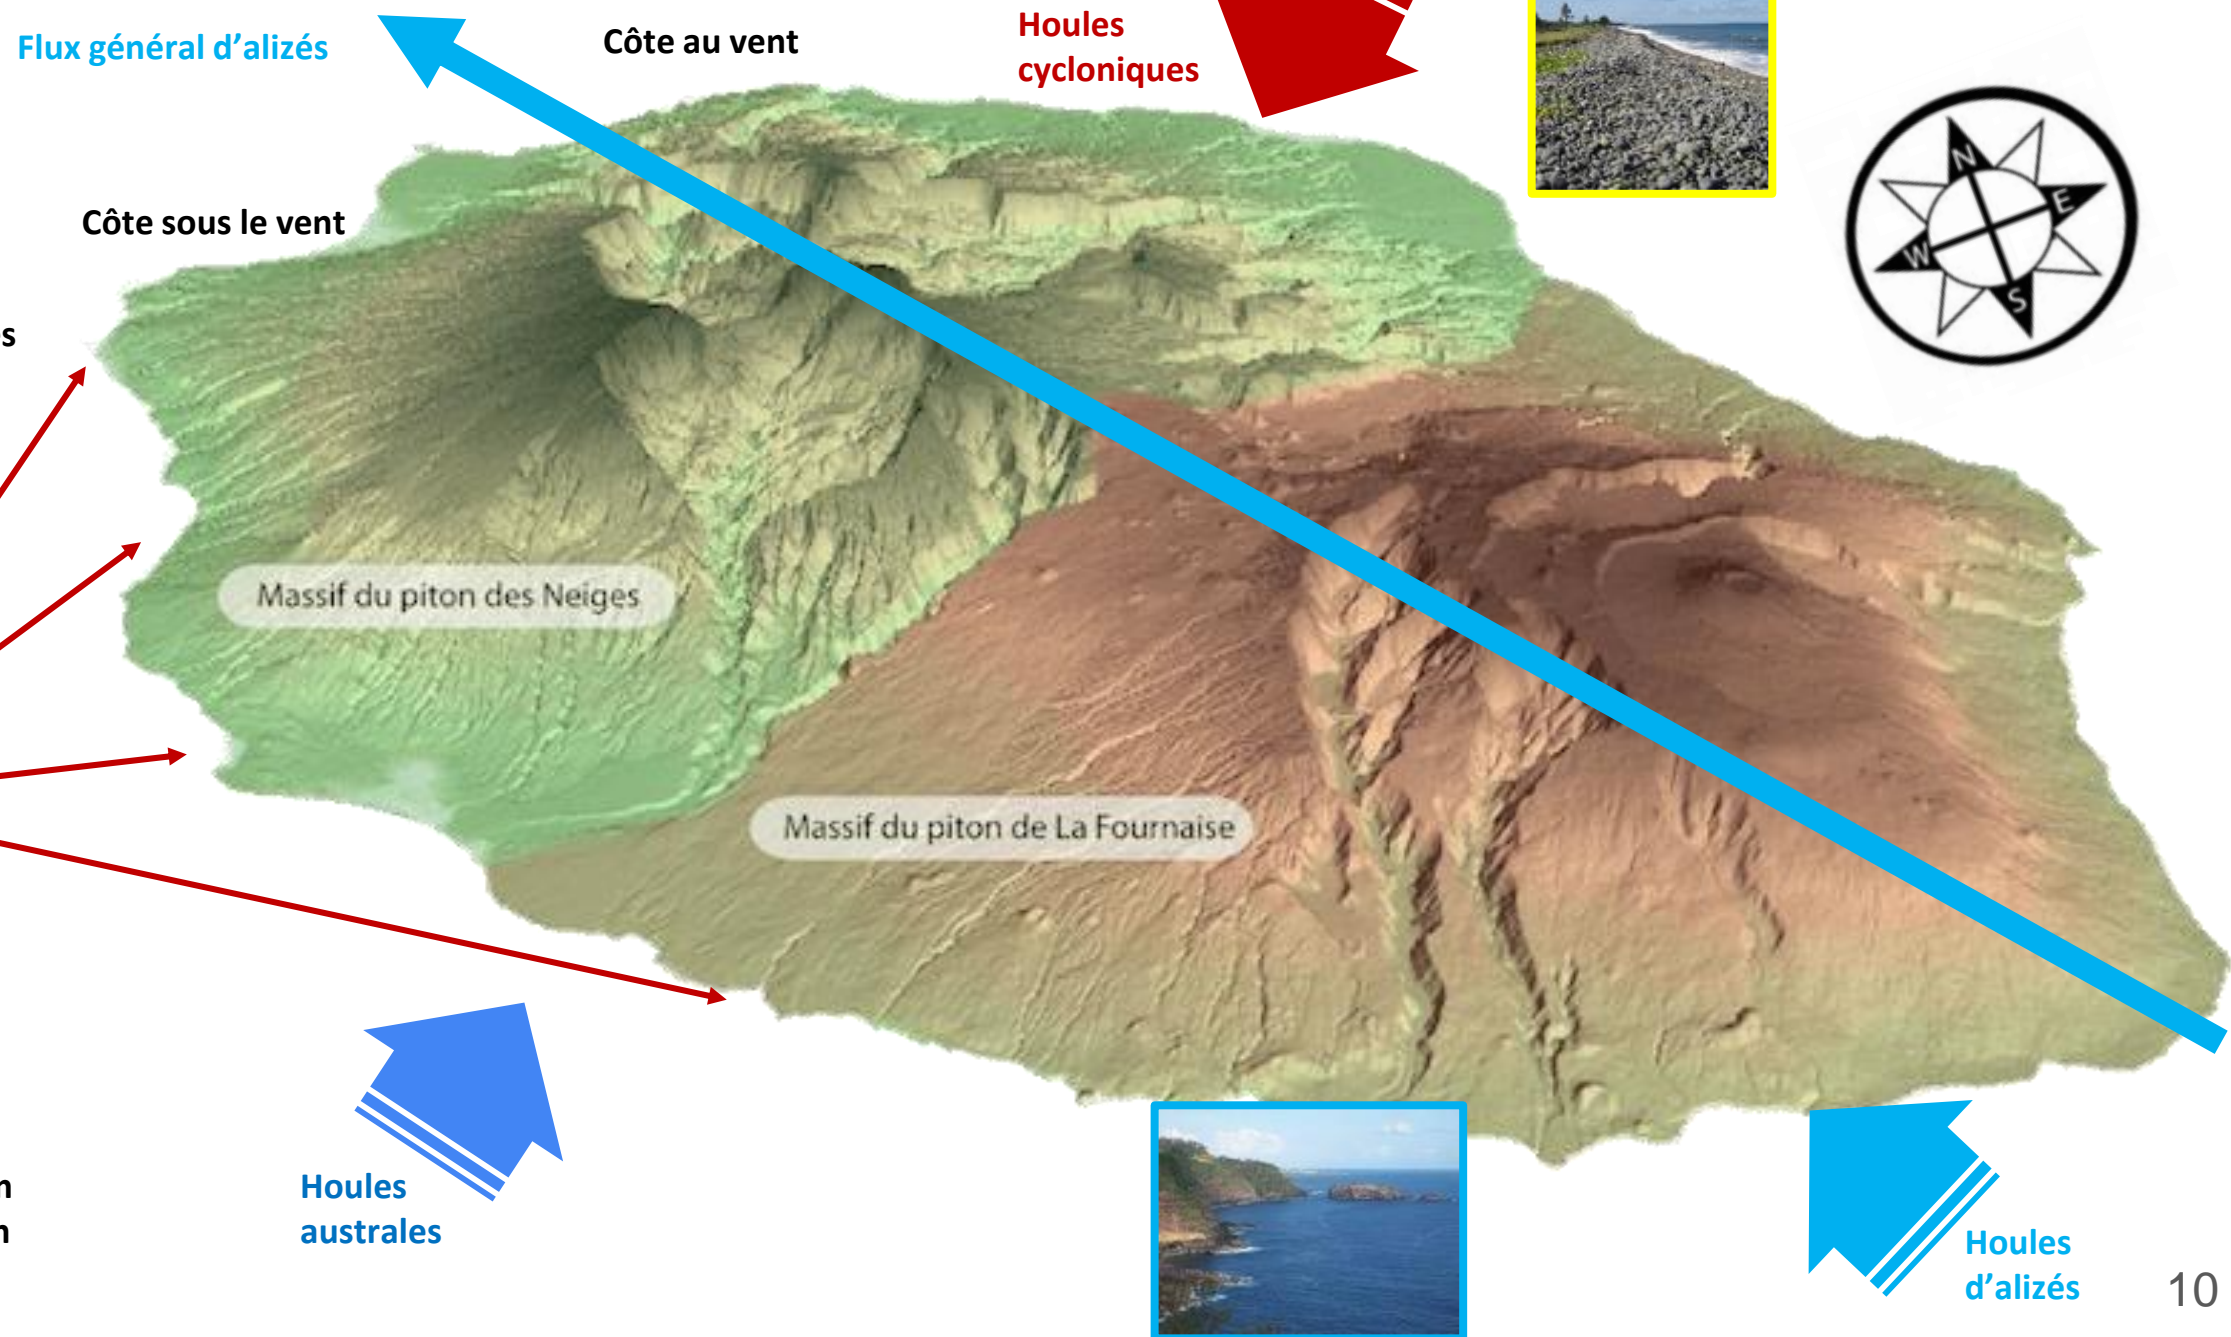 Flux général d'alizés
Côte au vent
Houles
cycloniques
N
E
W
S
Côte sous le vent
s
Massif du piton des Neiges
Massif du piton de La Fournaise
n
n
Houles
australes
Houles
d'alizés
10